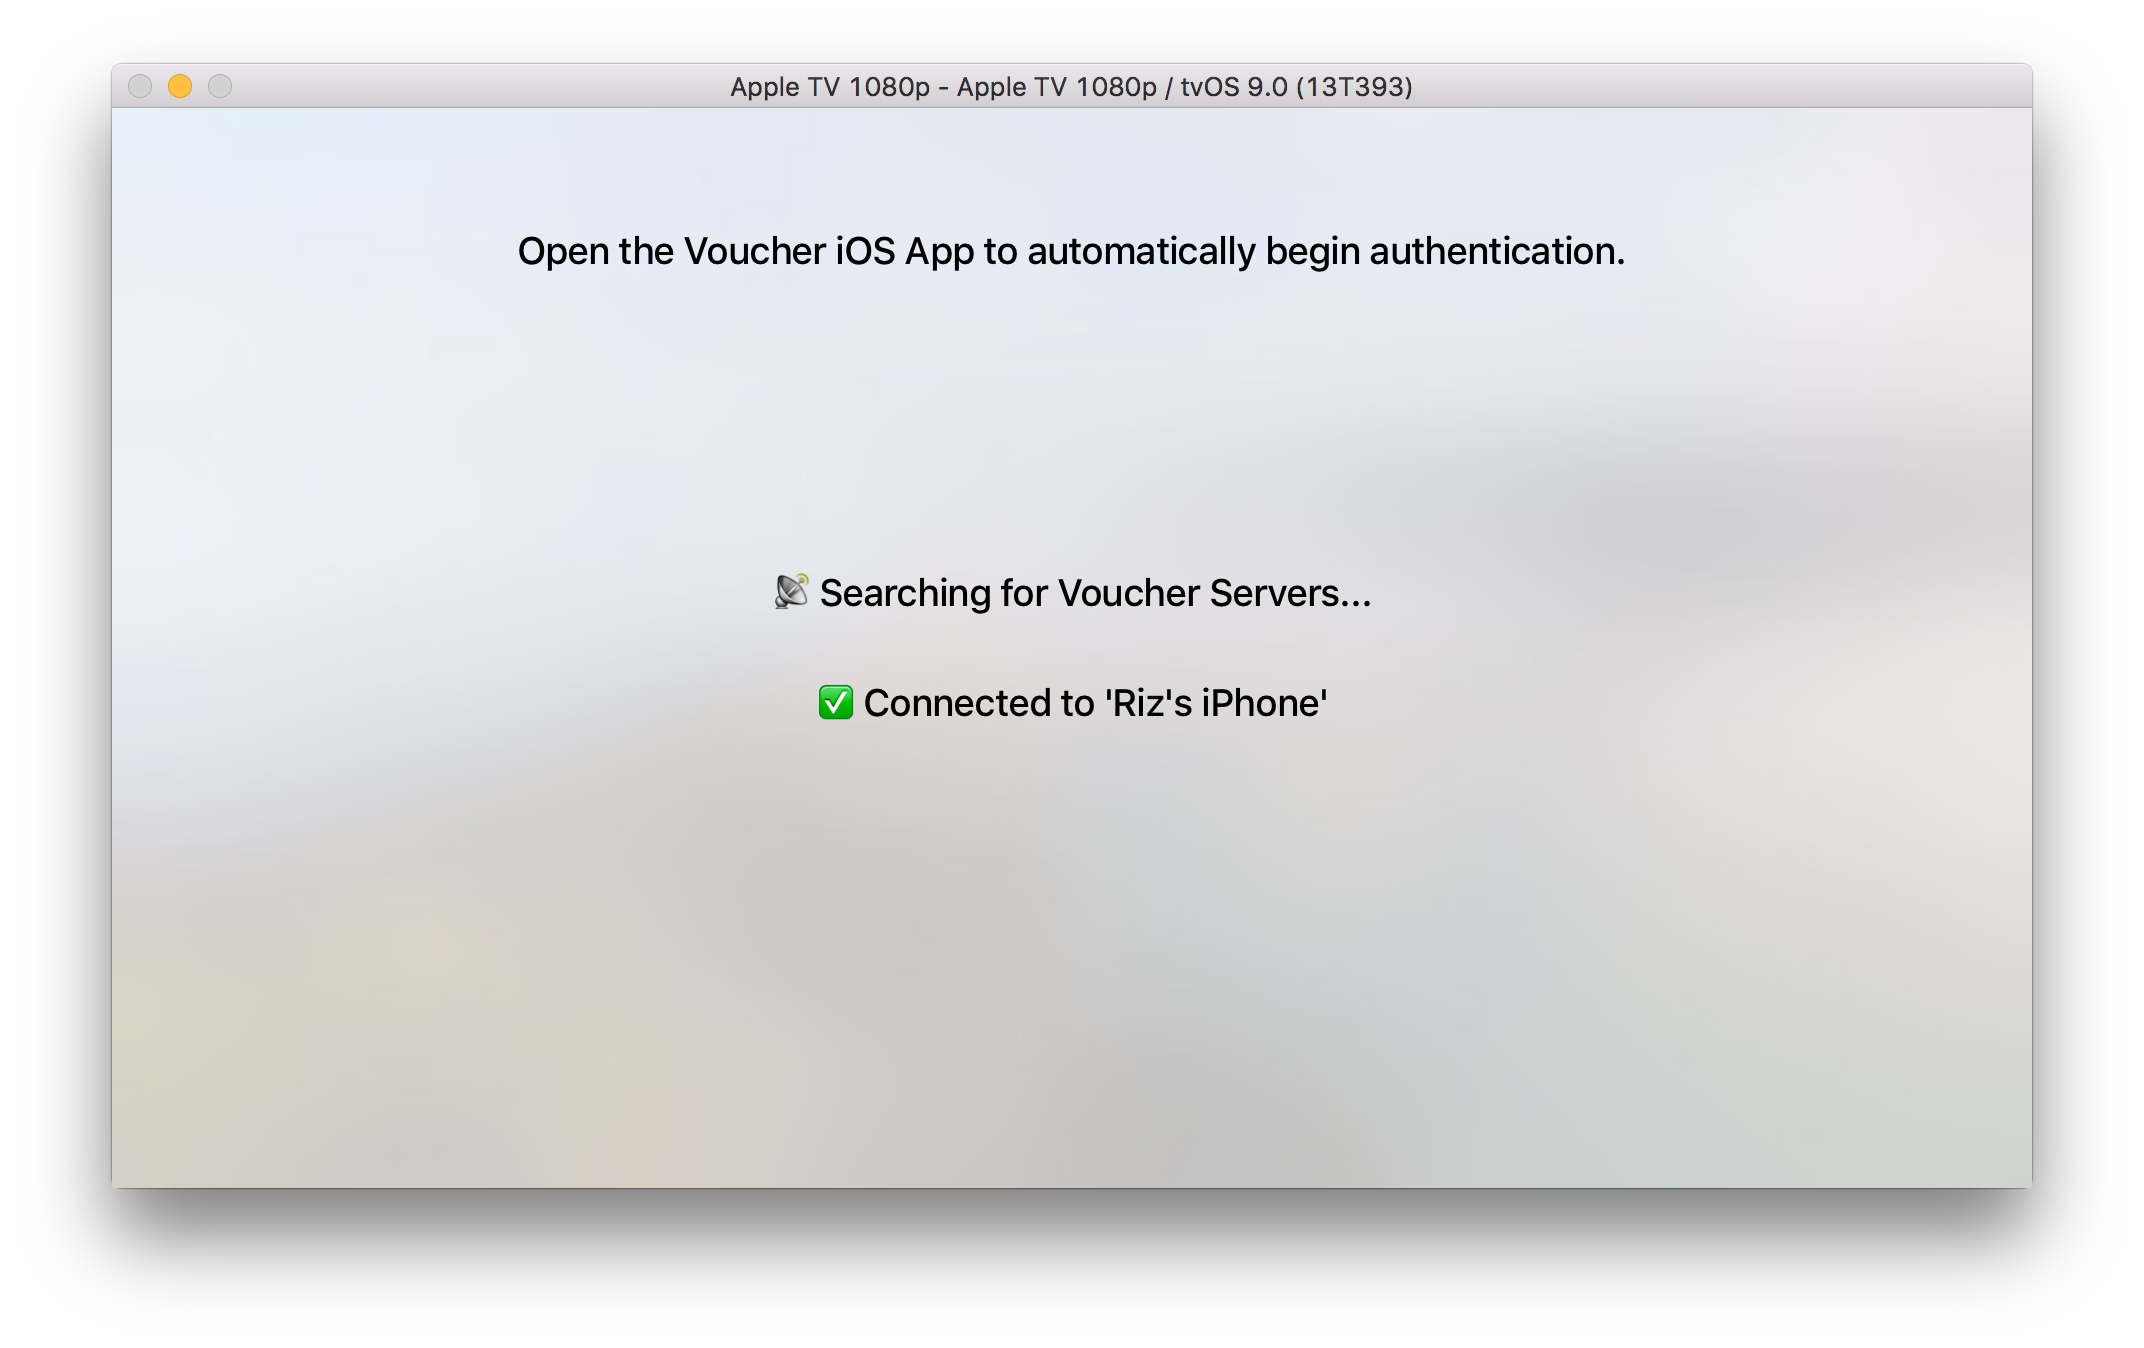 Apple TV 1080p - Apple TV 1080p / tvOS 9.0 (13T393)
Open the Voucher iOS App to automatically begin authentication.
📡 Searching for Voucher Servers...
✅ Connected to 'Riz's iPhone'